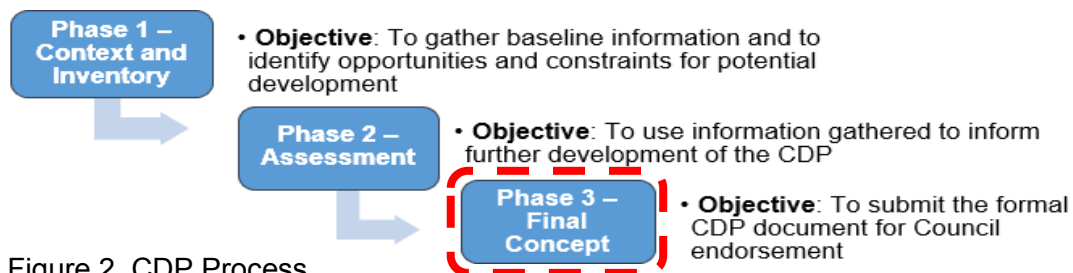 Phase 1 –
Context and
Inventory
• Objective: To gather baseline information and to
identify opportunities and constraints for potential
development
Phase 2 –
Assessment
• Objective: To use information gathered to inform
further development of the CDP
Phase 3 –
Final
Concept
• Objective: To submit the formal
CDP document for Council
endorsement
Figure 2. CDP Process